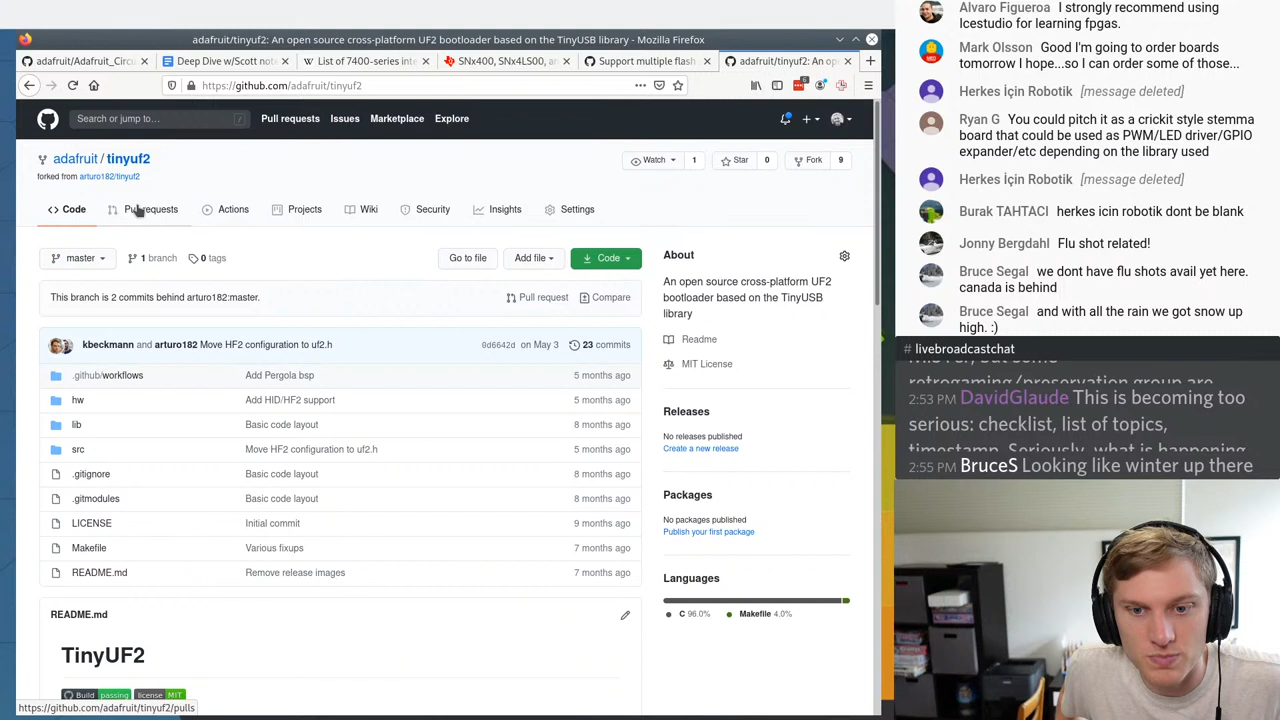 adafruit/tinyuf2: An open source cross-platform UF2 bootloader based on the TinyUSB library - Mozilla Firefox
adafruit/Adafruit_Circu
Deep Dive w/Scott notes
List of 7400-series inte
SNx400, SNx4LS00, and
Support multiple flash
adafruit/tinyuf2: An ope
https://github.com/adafruit/tinyuf2
6
Search or jump to…
/
Pull requests
Issues
Marketplace
Explore
adafruit / tinyuf2
forked from arturo182/tinyuf2
Watch
1
Star
0
Fork
9
Code
Pull requests
Actions
Projects
Wiki
Security
Insights
Settings
master
1 branch
0 tags
Go to file
Add file
Code
This branch is 2 commits behind arturo182:master.
Pull request
Compare
kbeckmann and arturo182 Move HF2 configuration to uf2.h
0d6642d on May 3
23 commits
.github/workflows
Add Pergola bsp
5 months ago
hw
Add HID/HF2 support
5 months ago
lib
Basic code layout
8 months ago
src
Move HF2 configuration to uf2.h
5 months ago
.gitignore
Basic code layout
8 months ago
.gitmodules
Basic code layout
8 months ago
LICENSE
Initial commit
9 months ago
Makefile
Various fixups
7 months ago
README.md
Remove release images
7 months ago
README.md
TinyUF2
Build passing
license MIT
https://github.com/adafruit/tinyuf2/pulls
About
An open source cross-platform UF2
bootloader based on the TinyUSB
library
Readme
MIT License
Releases
No releases published
Create a new release
Packages
No packages published
Publish your first package
Languages
C 96.0%
Makefile 4.0%
Alvaro Figueroa I strongly recommend using
Icestudio for learning fpgas.
Mark Olsson Good I'm going to order boards
tomorrow I hope...so I can order some of those...
Herkes İçin Robotik [message deleted]
Ryan G You could pitch it as a crickit style stemma
board that could be used as PWM/LED driver/GPIO
expander/etc depending on the library used
Herkes İçin Robotik [message deleted]
Burak TAHTACI herkes icin robotik dont be blank
Jonny Bergdahl Flu shot related!
Bruce Segal we dont have flu shots avail yet here.
canada is behind
Bruce Segal and with all the rain we got snow up
high. :)
# livebroadcastchat
retrogaming/preservation group are
2:53 PM DavidGlaude This is becoming too
serious: checklist, list of topics,
timestamp. Seriously, what is happening
2:55 PM BruceS Looking like winter up there